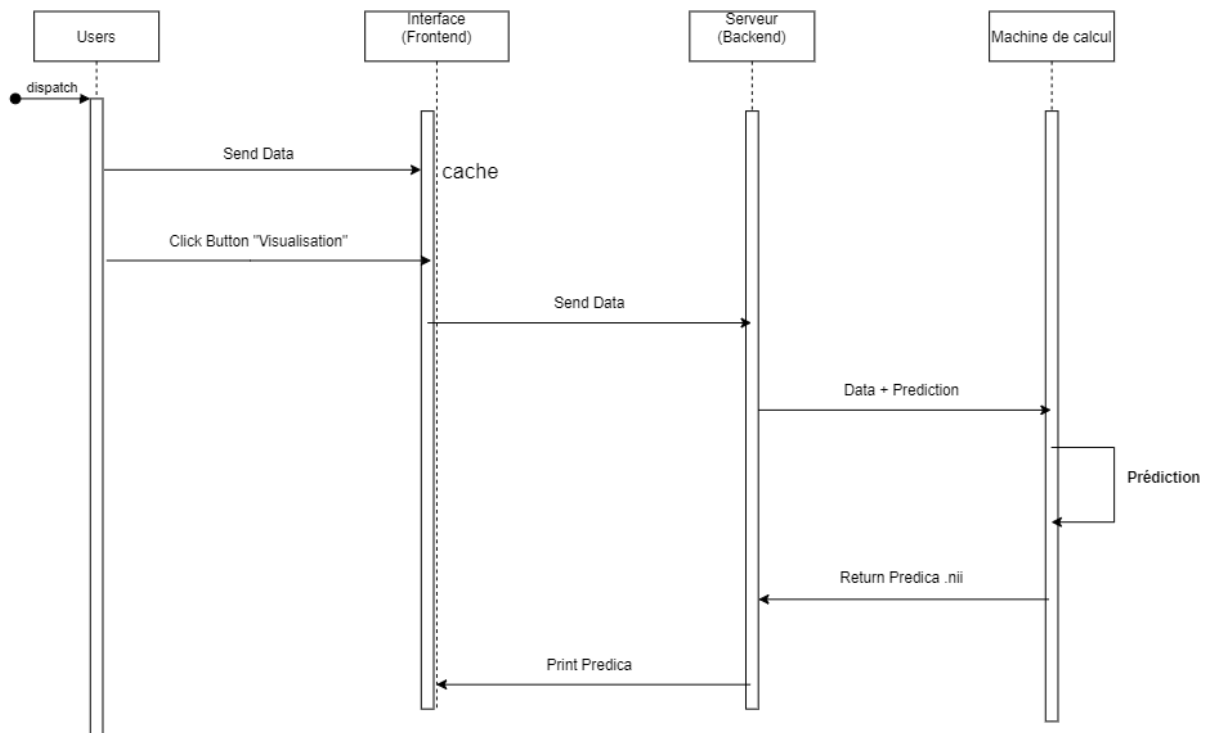 Users
Interface
(Frontend)
Serveur
(Backend)
Machine de calcul
dispatch
Send Data
cache
Click Button "Visualisation"
Send Data
Data + Prediction
Prédiction
Return Predica .nii
Print Predica